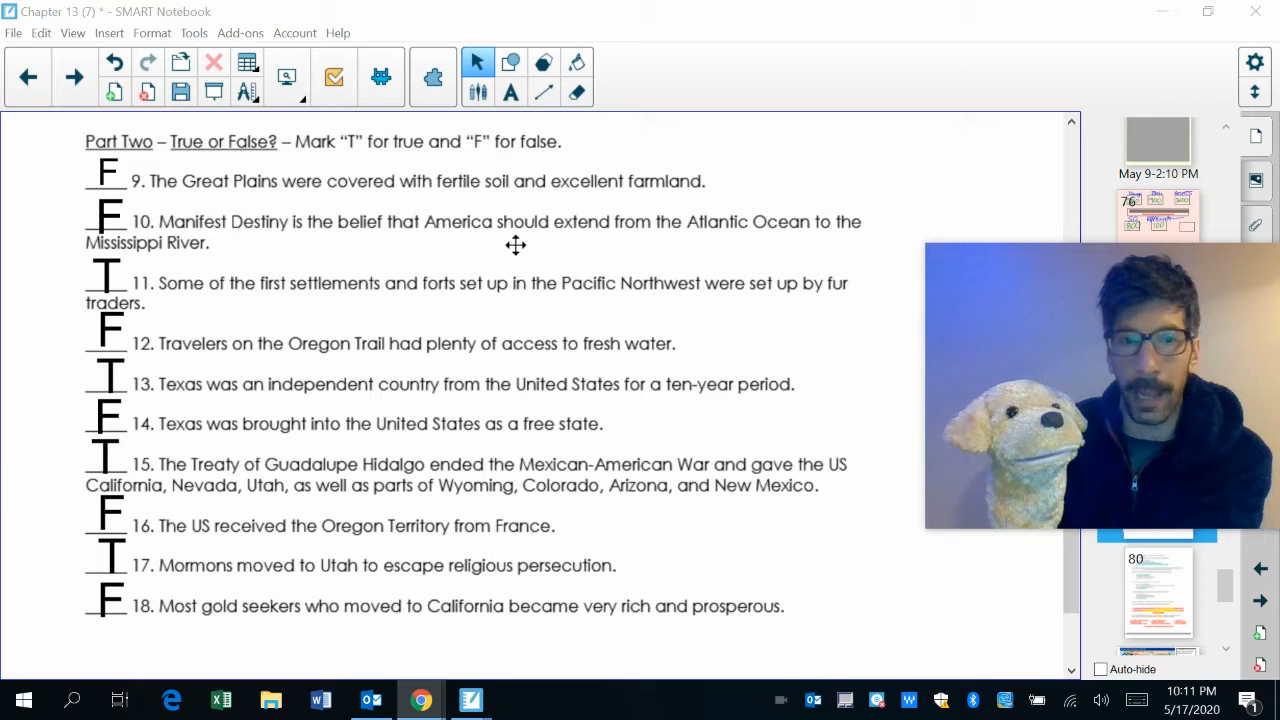 Chapter 13 (7) * - SMART Notebook
File Edit View Insert Format Tools Add-ons Account Help
Part Two – True or False? – Mark “T” for true and “F” for false.
F 9. The Great Plains were covered with fertile soil and excellent farmland.
F 10. Manifest Destiny is the belief that America should extend from the Atlantic Ocean to the
Mississippi River.
T 11. Some of the first settlements and forts set up in the Pacific Northwest were set up by fur
traders.
F 12. Travelers on the Oregon Trail had plenty of access to fresh water.
T 13. Texas was an independent country from the United States for a ten-year period.
F 14. Texas was brought into the United States as a free state.
T 15. The Treaty of Guadalupe Hidalgo ended the Mexican-American War and gave the US
California, Nevada, Utah, as well as parts of Wyoming, Colorado, Arizona, and New Mexico.
F 16. The US received the Oregon Territory from France.
T 17. Mormons moved to Utah to escape religious persecution.
F 18. Most gold seekers who moved to California became very rich and prosperous.
May 9-2:10 PM
76
80
Auto-hide
10:11 PM
5/17/2020